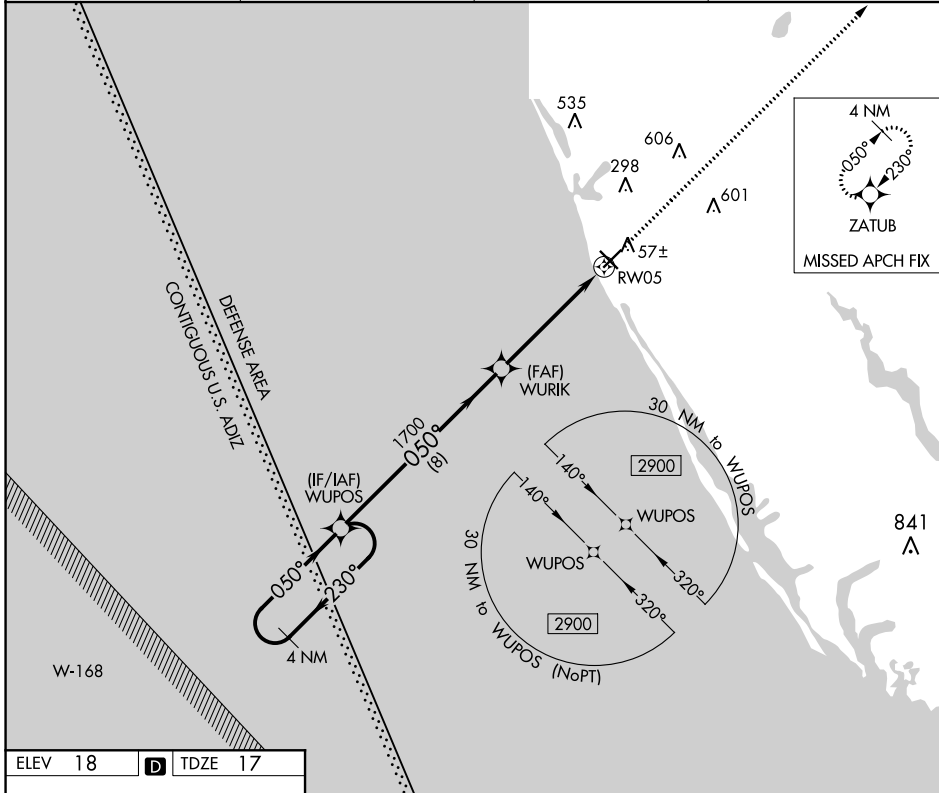 535
606
298
601
57±
RW05
4 NM
050°
230°
ZATUB
MISSED APCH FIX
DEFENSE AREA
CONTIGUOUS U.S. ADIZ
(FAF)
WURIK
1700
050°
(8)
(IF/IAF)
WUPOS
050°
230°
4 NM
30 NM to WUPOS
140°
2900
WUPOS
320°
140°
WUPOS
320°
2900
30 NM to WUPOS (NoPT)
841
W-168
ELEV 18 D TDZE 17